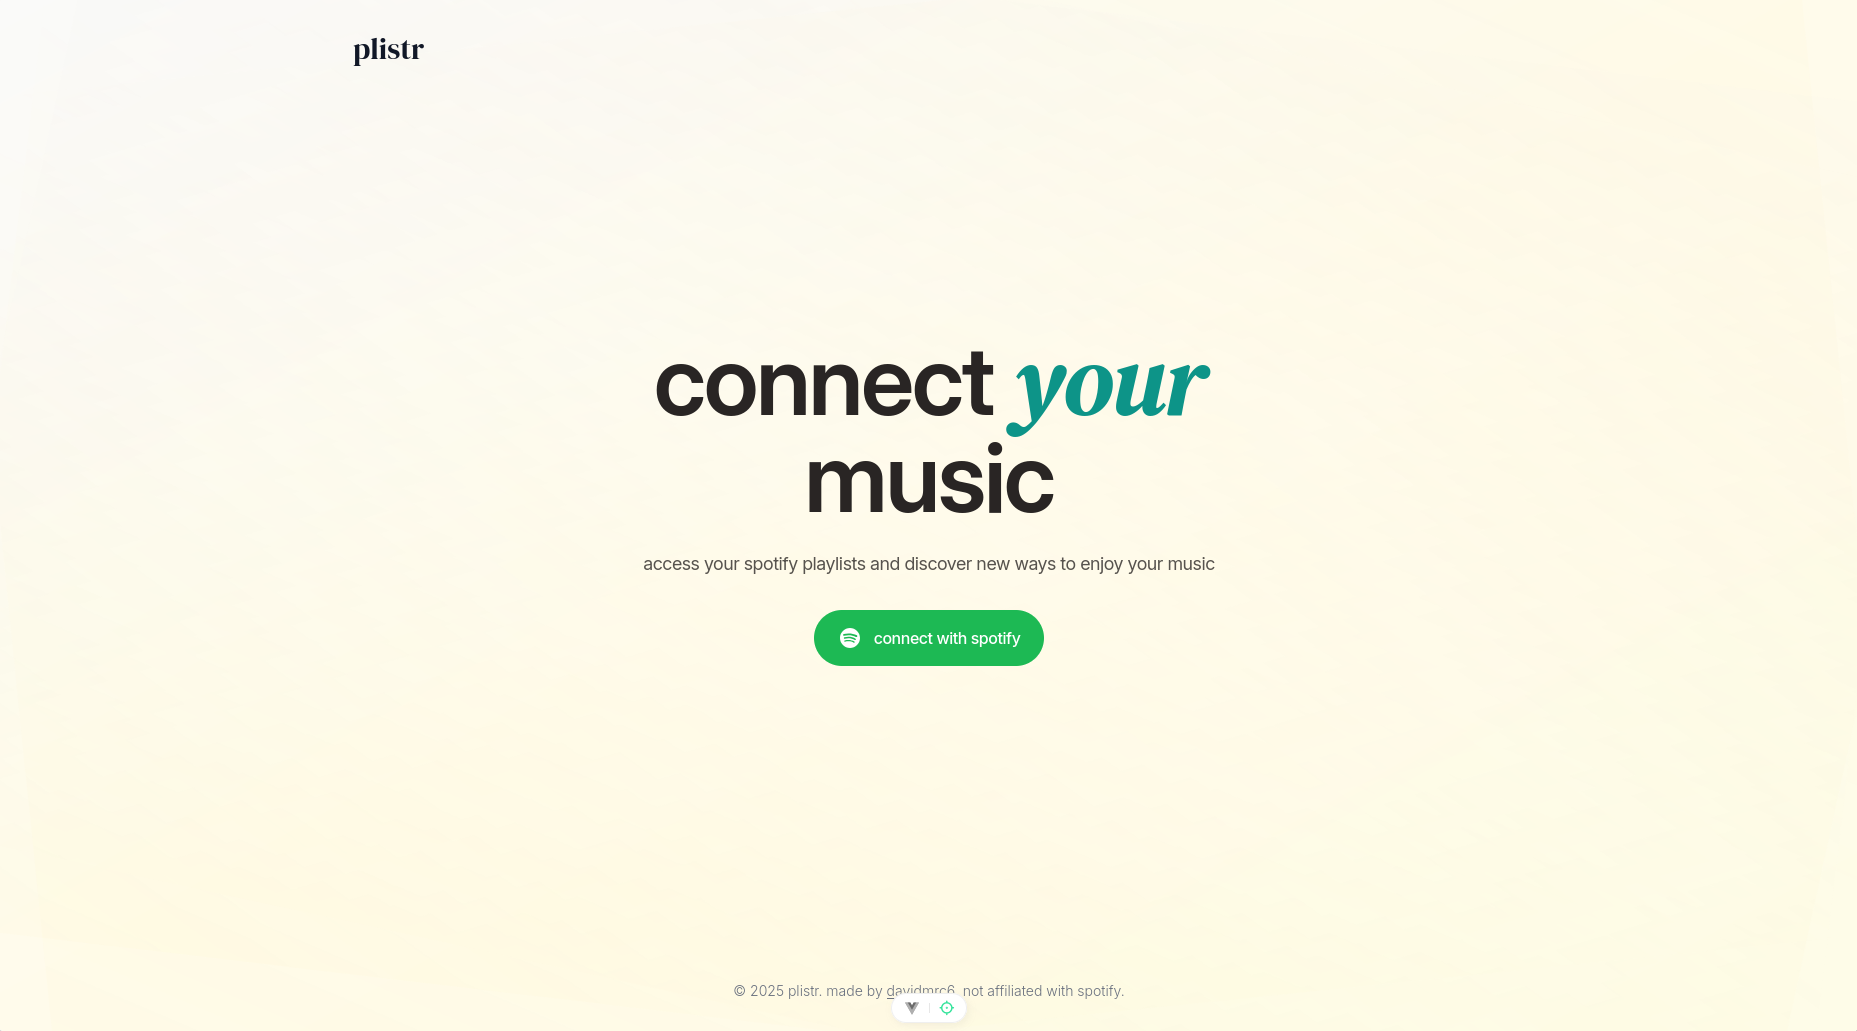 plistr
connect your
music
access your spotify playlists and discover new ways to enjoy your music
connect with spotify
© 2025 plistr. made by davidmrc6. not affiliated with spotify.